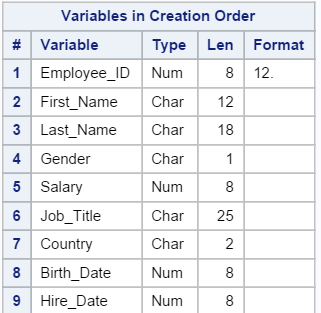 Variables in Creation Order
# Variable Type Len Format
1 Employee_ID Num 8 12.
2 First_Name Char 12
3 Last_Name Char 18
4 Gender Char 1
5 Salary Num 8
6 Job_Title Char 25
7 Country Char 2
8 Birth_Date Num 8
9 Hire_Date Num 8